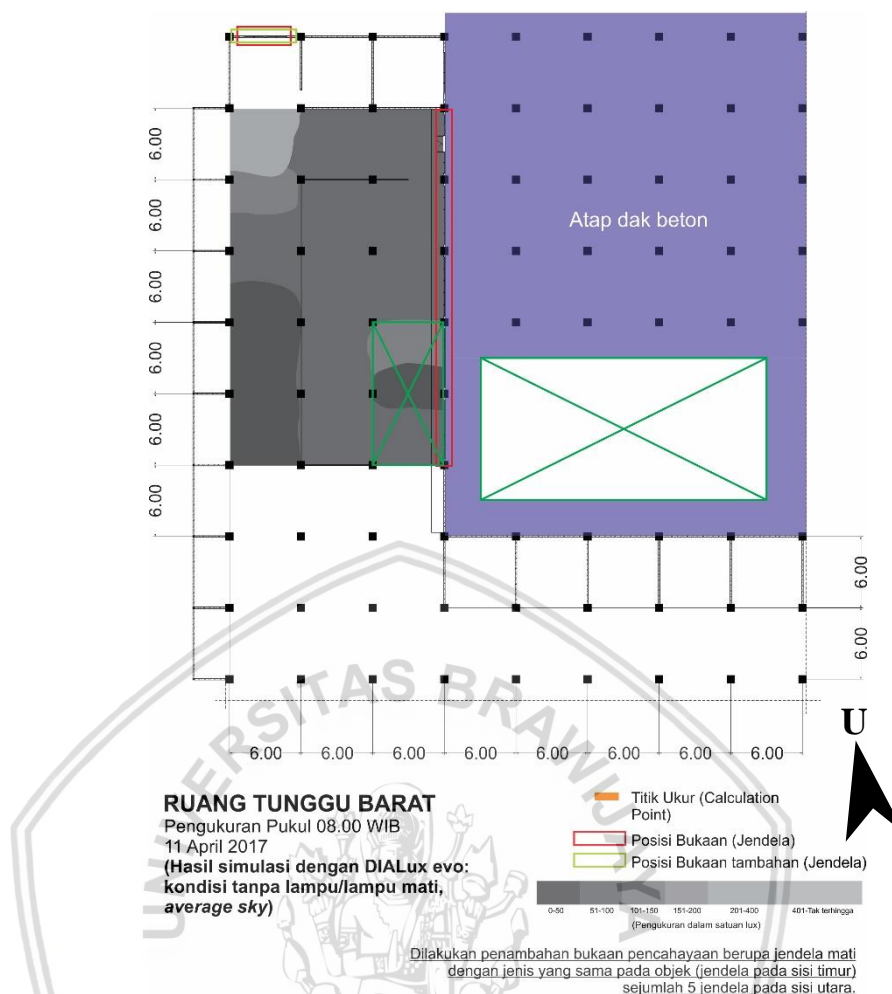 Atap dak beton
6.00
6.00
6.00
6.00
6.00
6.00
6.00
6.00
6.00 6.00 6.00 6.00 6.00 6.00 6.00 6.00
U
UNIVERSITAS BRAWIJAYA
RUANG TUNGGU BARAT
Pengukuran Pukul 08.00 WIB
11 April 2017
(Hasil simulasi dengan DIALux evo:
kondisi tanpa lampu/lampu mati,
average sky)
Titik Ukur (Calculation
Point)
Posisi Bukaan (Jendela)
Posisi Bukaan tambahan (Jendela)
0-50 51-100 101-150 151-200 201-400 401-Tak terhingga
(Pengukuran dalam satuan lux)
Dilakukan penambahan bukaan pencahayaan berupa jendela mati
dengan jenis yang sama pada objek (jendela pada sisi timur)
sejumlah 5 jendela pada sisi utara.